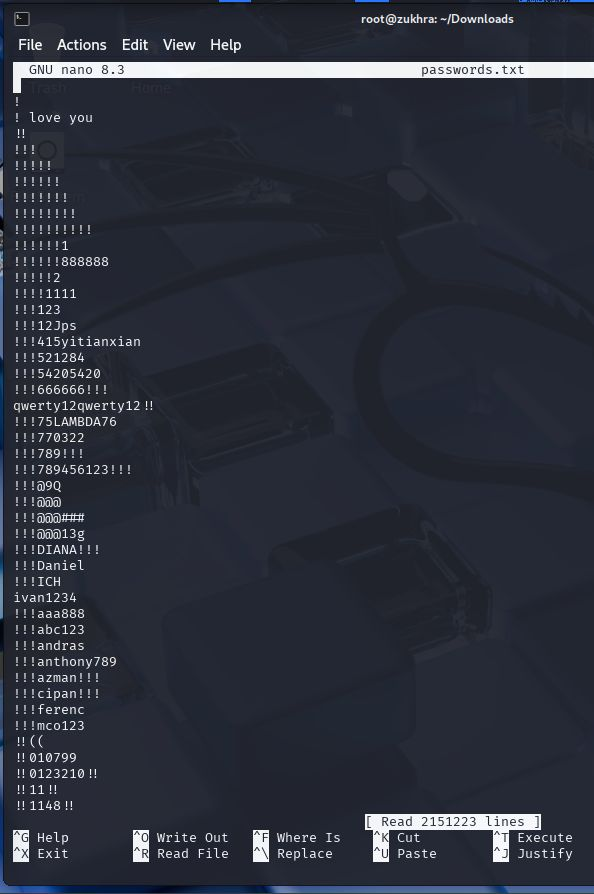 root@zukhra: ~/Downloads
File Actions Edit View Help
GNU nano 8.3 passwords.txt
Trash Home
!
! love you
!!
!!!
!!!!!
!!!!!!
!!!!!!!
!!!!!!!!
!!!!!!!!!!
!!!!!!1
!!!!!!888888
!!!!!2
!!!!1111
!!!123
!!!12Jps
!!!415yitianxian
!!!521284
!!!54205420
!!!666666!!!
qwerty12qwerty12!!
!!!75LAMBDA76
!!!770322
!!!789!!!
!!!789456123!!!
!!!@9Q
!!!@@@
!!!@@@###
!!!@@@13g
!!!DIANA!!!
!!!Daniel
!!!ICH
ivan1234
!!!aaa888
!!!abc123
!!!andras
!!!anthony789
!!!azman!!!
!!!cipan!!!
!!!ferenc
!!!mco123
!!((
!!010799
!!0123210!!
!!11!!
!!1148!!
[ Read 2151223 lines ]
^G Help ^O Write Out ^F Where Is ^K Cut ^T Execute
^X Exit ^R Read File ^\ Replace ^U Paste ^J Justify